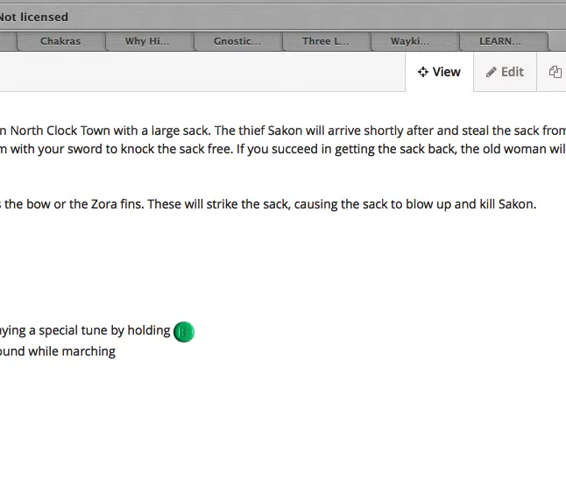 Not licensed
Chakras Why Hi... Gnostic... Three L... Wayki... LEARN...
View Edit
n North Clock Town with a large sack. The thief Sakon will arrive shortly after and steal the sack from
m with your sword to knock the sack free. If you succeed in getting the sack back, the old woman wil
s the bow or the Zora fins. These will strike the sack, causing the sack to blow up and kill Sakon.
aying a special tune by holding B
ound while marching